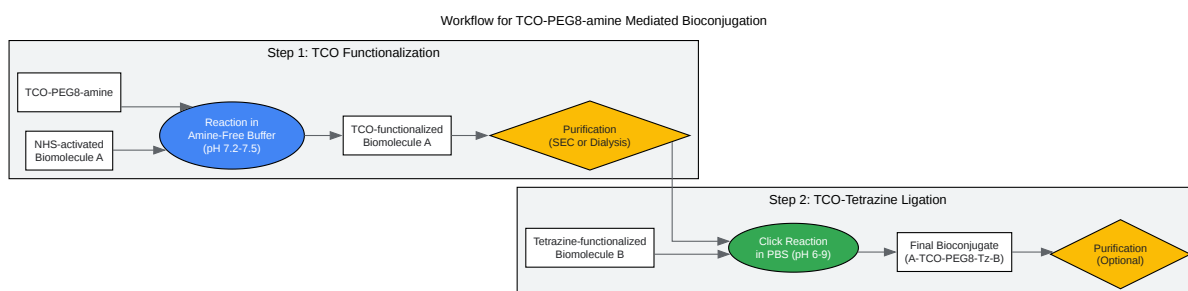 Workflow for TCO-PEG8-amine Mediated Bioconjugation
Step 1: TCO Functionalization
TCO-PEG8-amine
NHS-activated
Biomolecule A
Reaction in
Amine-Free Buffer
(pH 7.2-7.5)
TCO-functionalized
Biomolecule A
Purification
(SEC or Dialysis)
Step 2: TCO-Tetrazine Ligation
Tetrazine-functionalized
Biomolecule B
Click Reaction
in PBS (pH 6-9)
Final Bioconjugate
(A-TCO-PEG8-Tz-B)
Purification
(Optional)